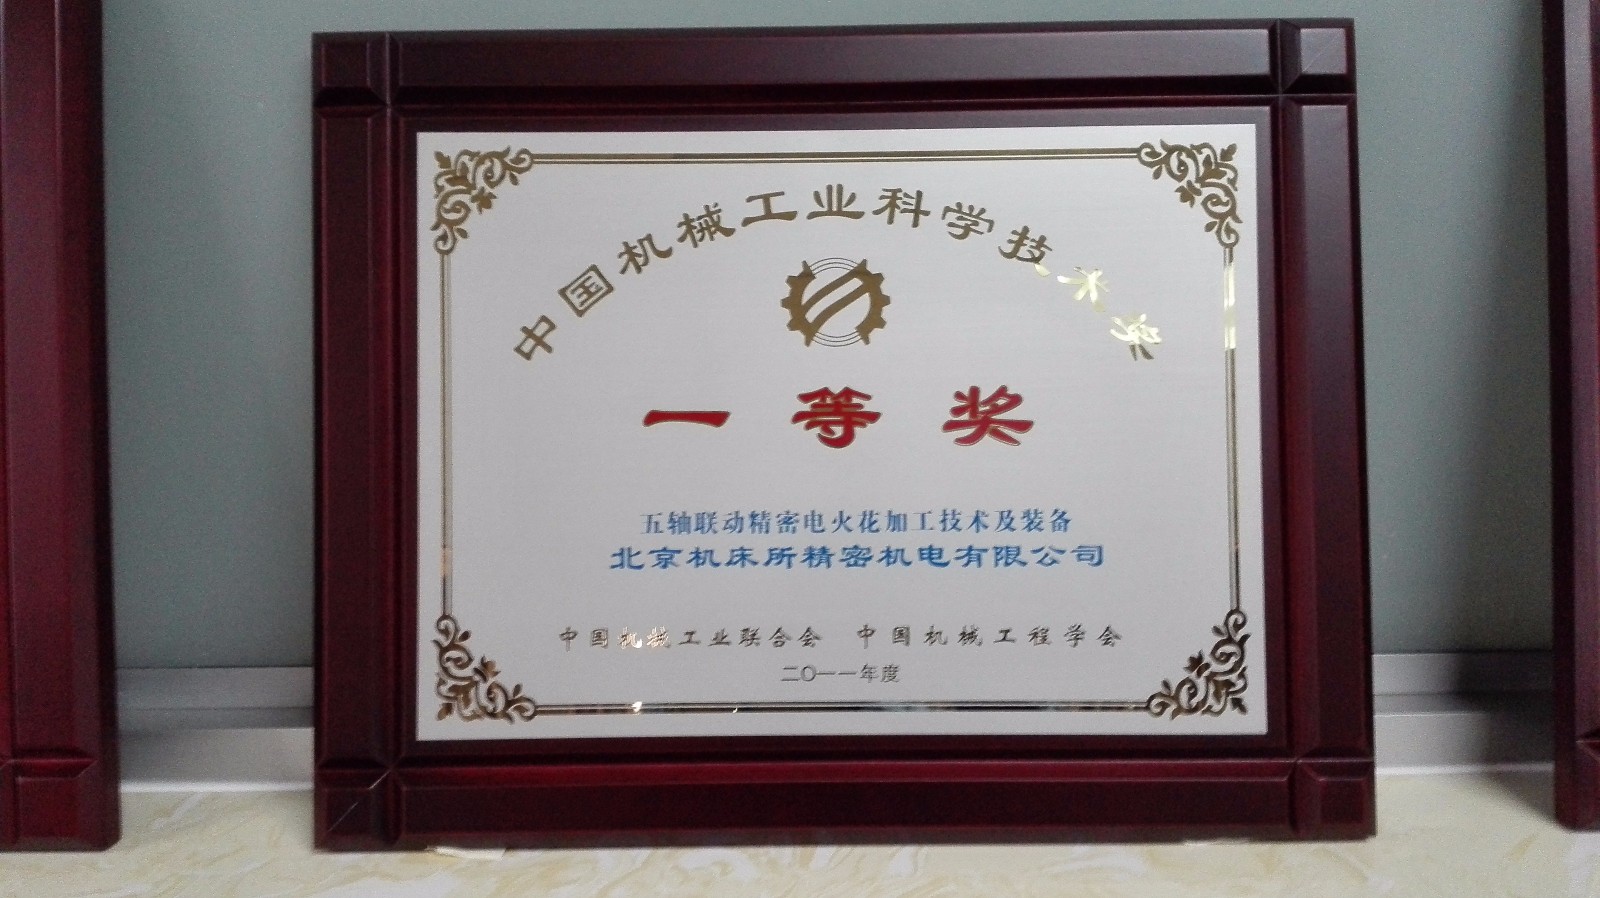 中国机械工业科学技术奖
一等奖
五轴联动精密电火花加工技术及装备
北京机床所精密机电有限公司
中国机械工业联合会 中国机械工程学会
二〇一一年度